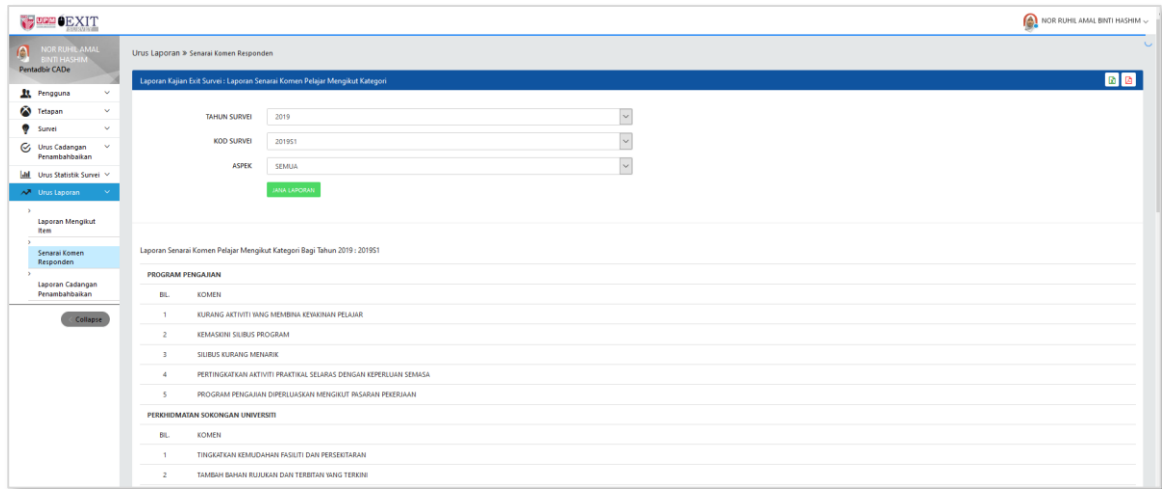 UPM EXIT
NOR RUHIL AMAL BINTI HASHIM
NOR RUHIL AMAL
BINTI HASHIM
Pentadbir CADe
Pengguna
Tetapan
Survei
Urus Cadangan
Penambahbaikan
Urus Statistik Survei
Urus Laporan
Laporan Mengikut
Item
Senarai Komen
Responden
Laporan Cadangan
Penambahbaikan
Collapse
Urus Laporan » Senarai Komen Responden
Laporan Kajian Exit Survei : Laporan Senarai Komen Pelajar Mengikut Kategori
TAHUN SURVEI 2019
KOD SURVEI 2019S1
ASPEK SEMUA
JANA LAPORAN
Laporan Senarai Komen Pelajar Mengikut Kategori Bagi Tahun 2019 : 2019S1
PROGRAM PENGAJIAN
BIL. KOMEN
1 KURANG AKTIVITI YANG MEMBINA KEYAKINAN PELAJAR
2 KEMASKINI SILIBUS PROGRAM
3 SILIBUS KURANG MENARIK
4 PERTINGKATKAN AKTIVITI PRAKTIKAL SELARAS DENGAN KEPERLUAN SEMASA
5 PROGRAM PENGAJIAN DIPERLUASKAN MENGIKUT PASARAN PEKERJAAN
PERKHIDMATAN SOKONGAN UNIVERSITI
BIL. KOMEN
1 TINGKATKAN KEMUDAHAN FASILITI DAN PERSEKITARAN
2 TAMBAH BAHAN RUJUKAN DAN TERBITAN YANG TERKINI